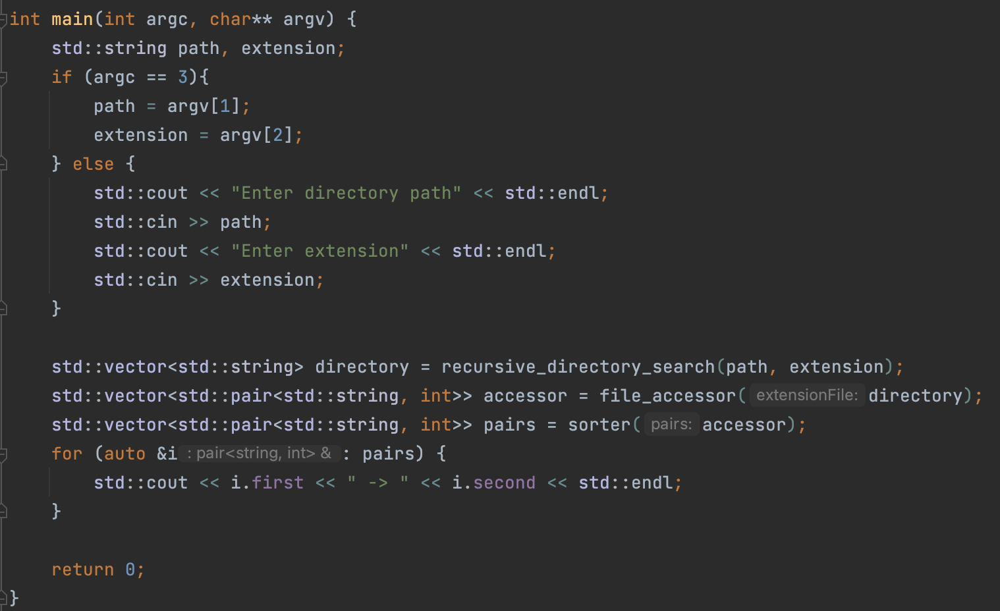 int main(int argc, char** argv) {
    std::string path, extension;
    if (argc == 3){
        path = argv[1];
        extension = argv[2];
    } else {
        std::cout << "Enter directory path" << std::endl;
        std::cin >> path;
        std::cout << "Enter extension" << std::endl;
        std::cin >> extension;
    }
    std::vector<std::string> directory = recursive_directory_search(path, extension);
    std::vector<std::pair<std::string, int>> accessor = file_accessor( extensionFile: directory);
    std::vector<std::pair<std::string, int>> pairs = sorter( pairs: accessor);
    for (auto &i : pair<string, int> & : pairs) {
        std::cout << i.first << " -> " << i.second << std::endl;
    }
    return 0;
}